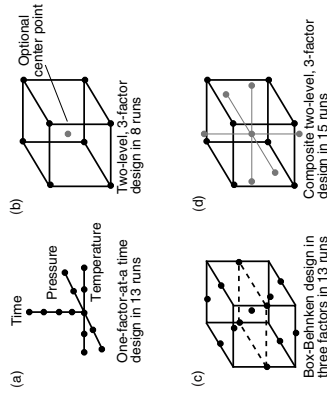 (a)
Time
Pressure
Temperature
One-factor-at-a time
design in 13 runs
(b)
Optional
center point
Two-level, 3-factor
design in 8 runs
(c)
Box-Behnken design in
three factors in 13 runs
(d)
Composite two-level, 3-factor
design in 15 runs